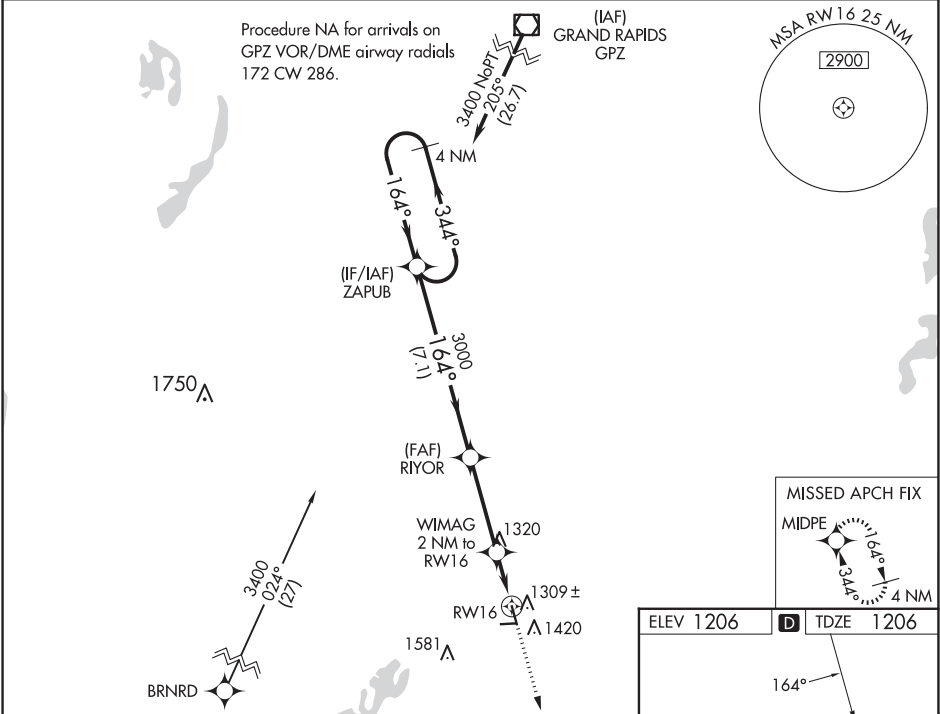 Procedure NA for arrivals on
GPZ VOR/DME airway radials
172 CW 286.
(IAF)
GRAND RAPIDS
GPZ
MSA RW16 25 NM
2900
3400 NoPT
205°
(26.7)
4 NM
164°
344°
(IF/IAF)
ZAPUB
3000
164°
(7.1)
1750
(FAF)
RIYOR
WIMAG
2 NM to
RW16
1320
RW16
1309 ±
1420
1581
3400
024°
(27)
BRNRD
MISSED APCH FIX
MIDPE
164°
344°
4 NM
ELEV 1206
D
TDZE 1206
164°